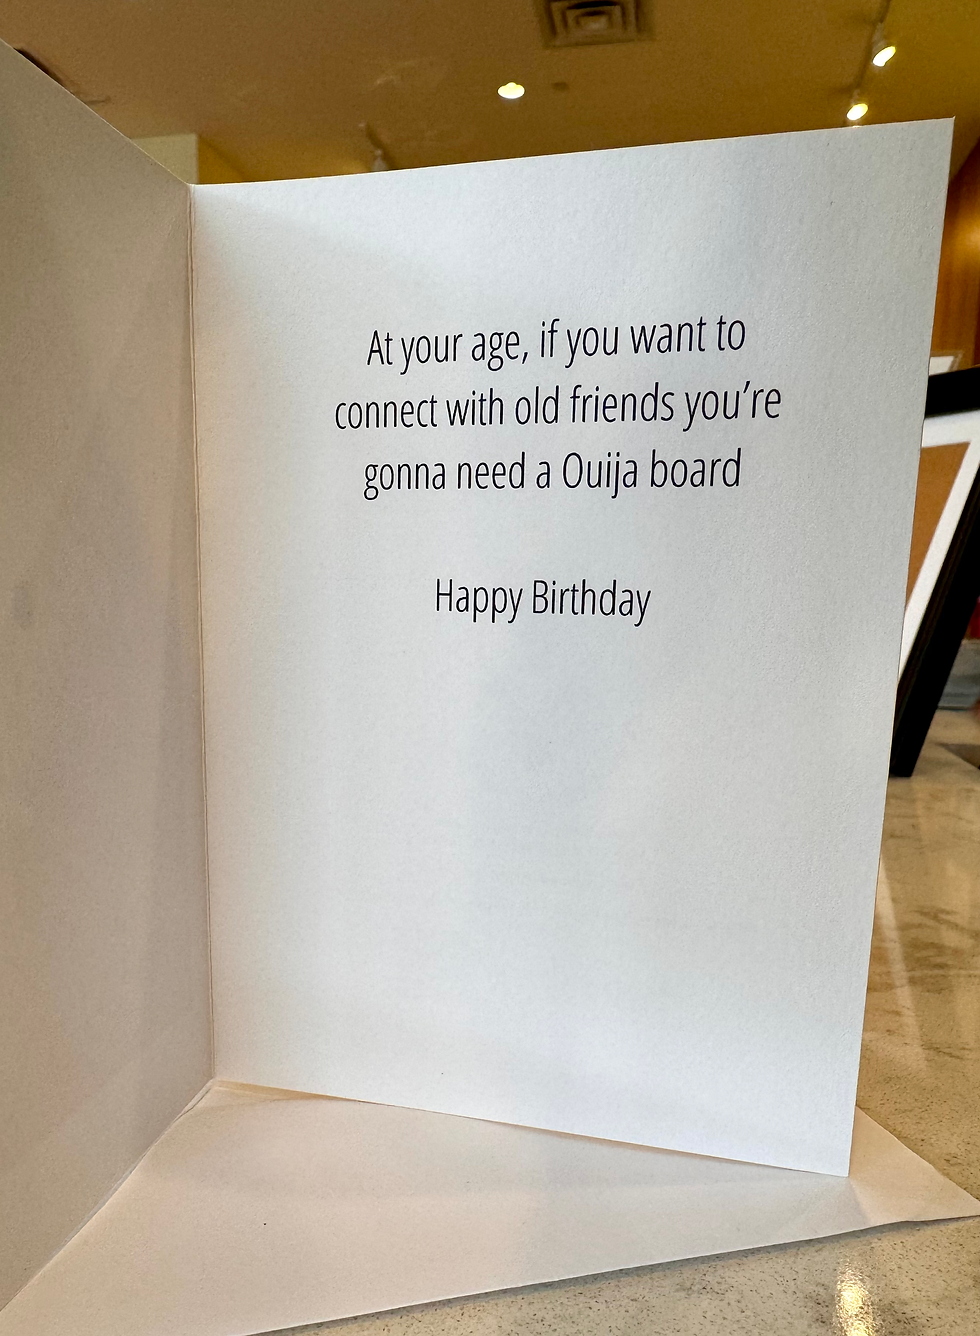 At your age, if you want to
connect with old friends you’re
gonna need a Ouija board
Happy Birthday